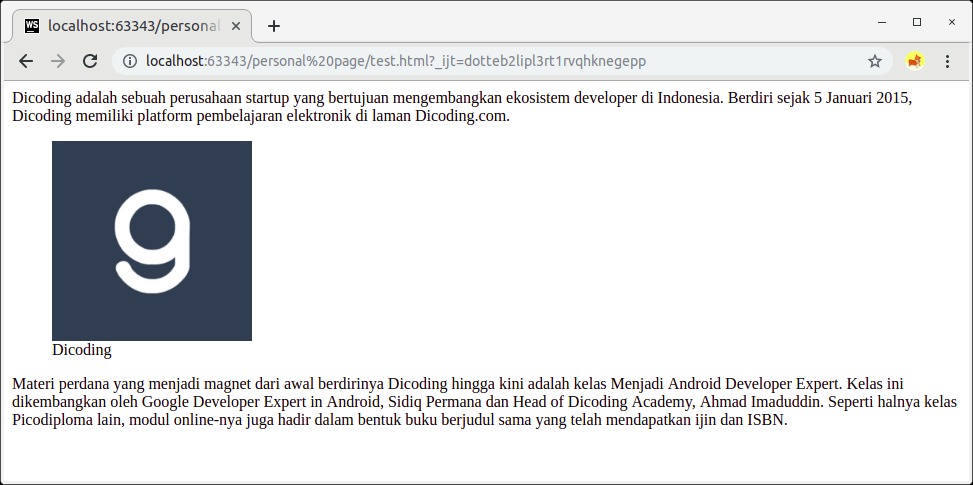 WS localhost:63343/personal
localhost:63343/personal%20page/test.html?_ijt=dotteb2lipl3rt1rvqhknegepp
Dicoding adalah sebuah perusahaan startup yang bertujuan mengembangkan ekosistem developer di Indonesia. Berdiri sejak 5 Januari 2015,
Dicoding memiliki platform pembelajaran elektronik di laman Dicoding.com.
g
Dicoding
Materi perdana yang menjadi magnet dari awal berdirinya Dicoding hingga kini adalah kelas Menjadi Android Developer Expert. Kelas ini
dikembangkan oleh Google Developer Expert in Android, Sidiq Permana dan Head of Dicoding Academy, Ahmad Imaduddin. Seperti halnya kelas
Picodiploma lain, modul online-nya juga hadir dalam bentuk buku berjudul sama yang telah mendapatkan ijin dan ISBN.